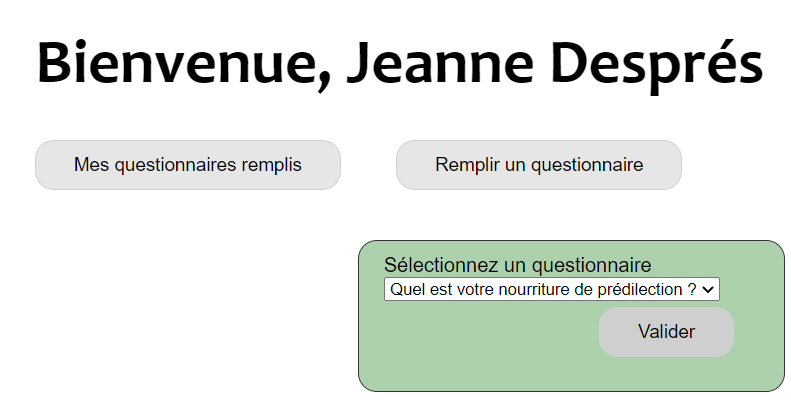 Bienvenue, Jeanne Després
Mes questionnaires remplis
Remplir un questionnaire
Sélectionnez un questionnaire
Quel est votre nourriture de prédilection ?
Valider